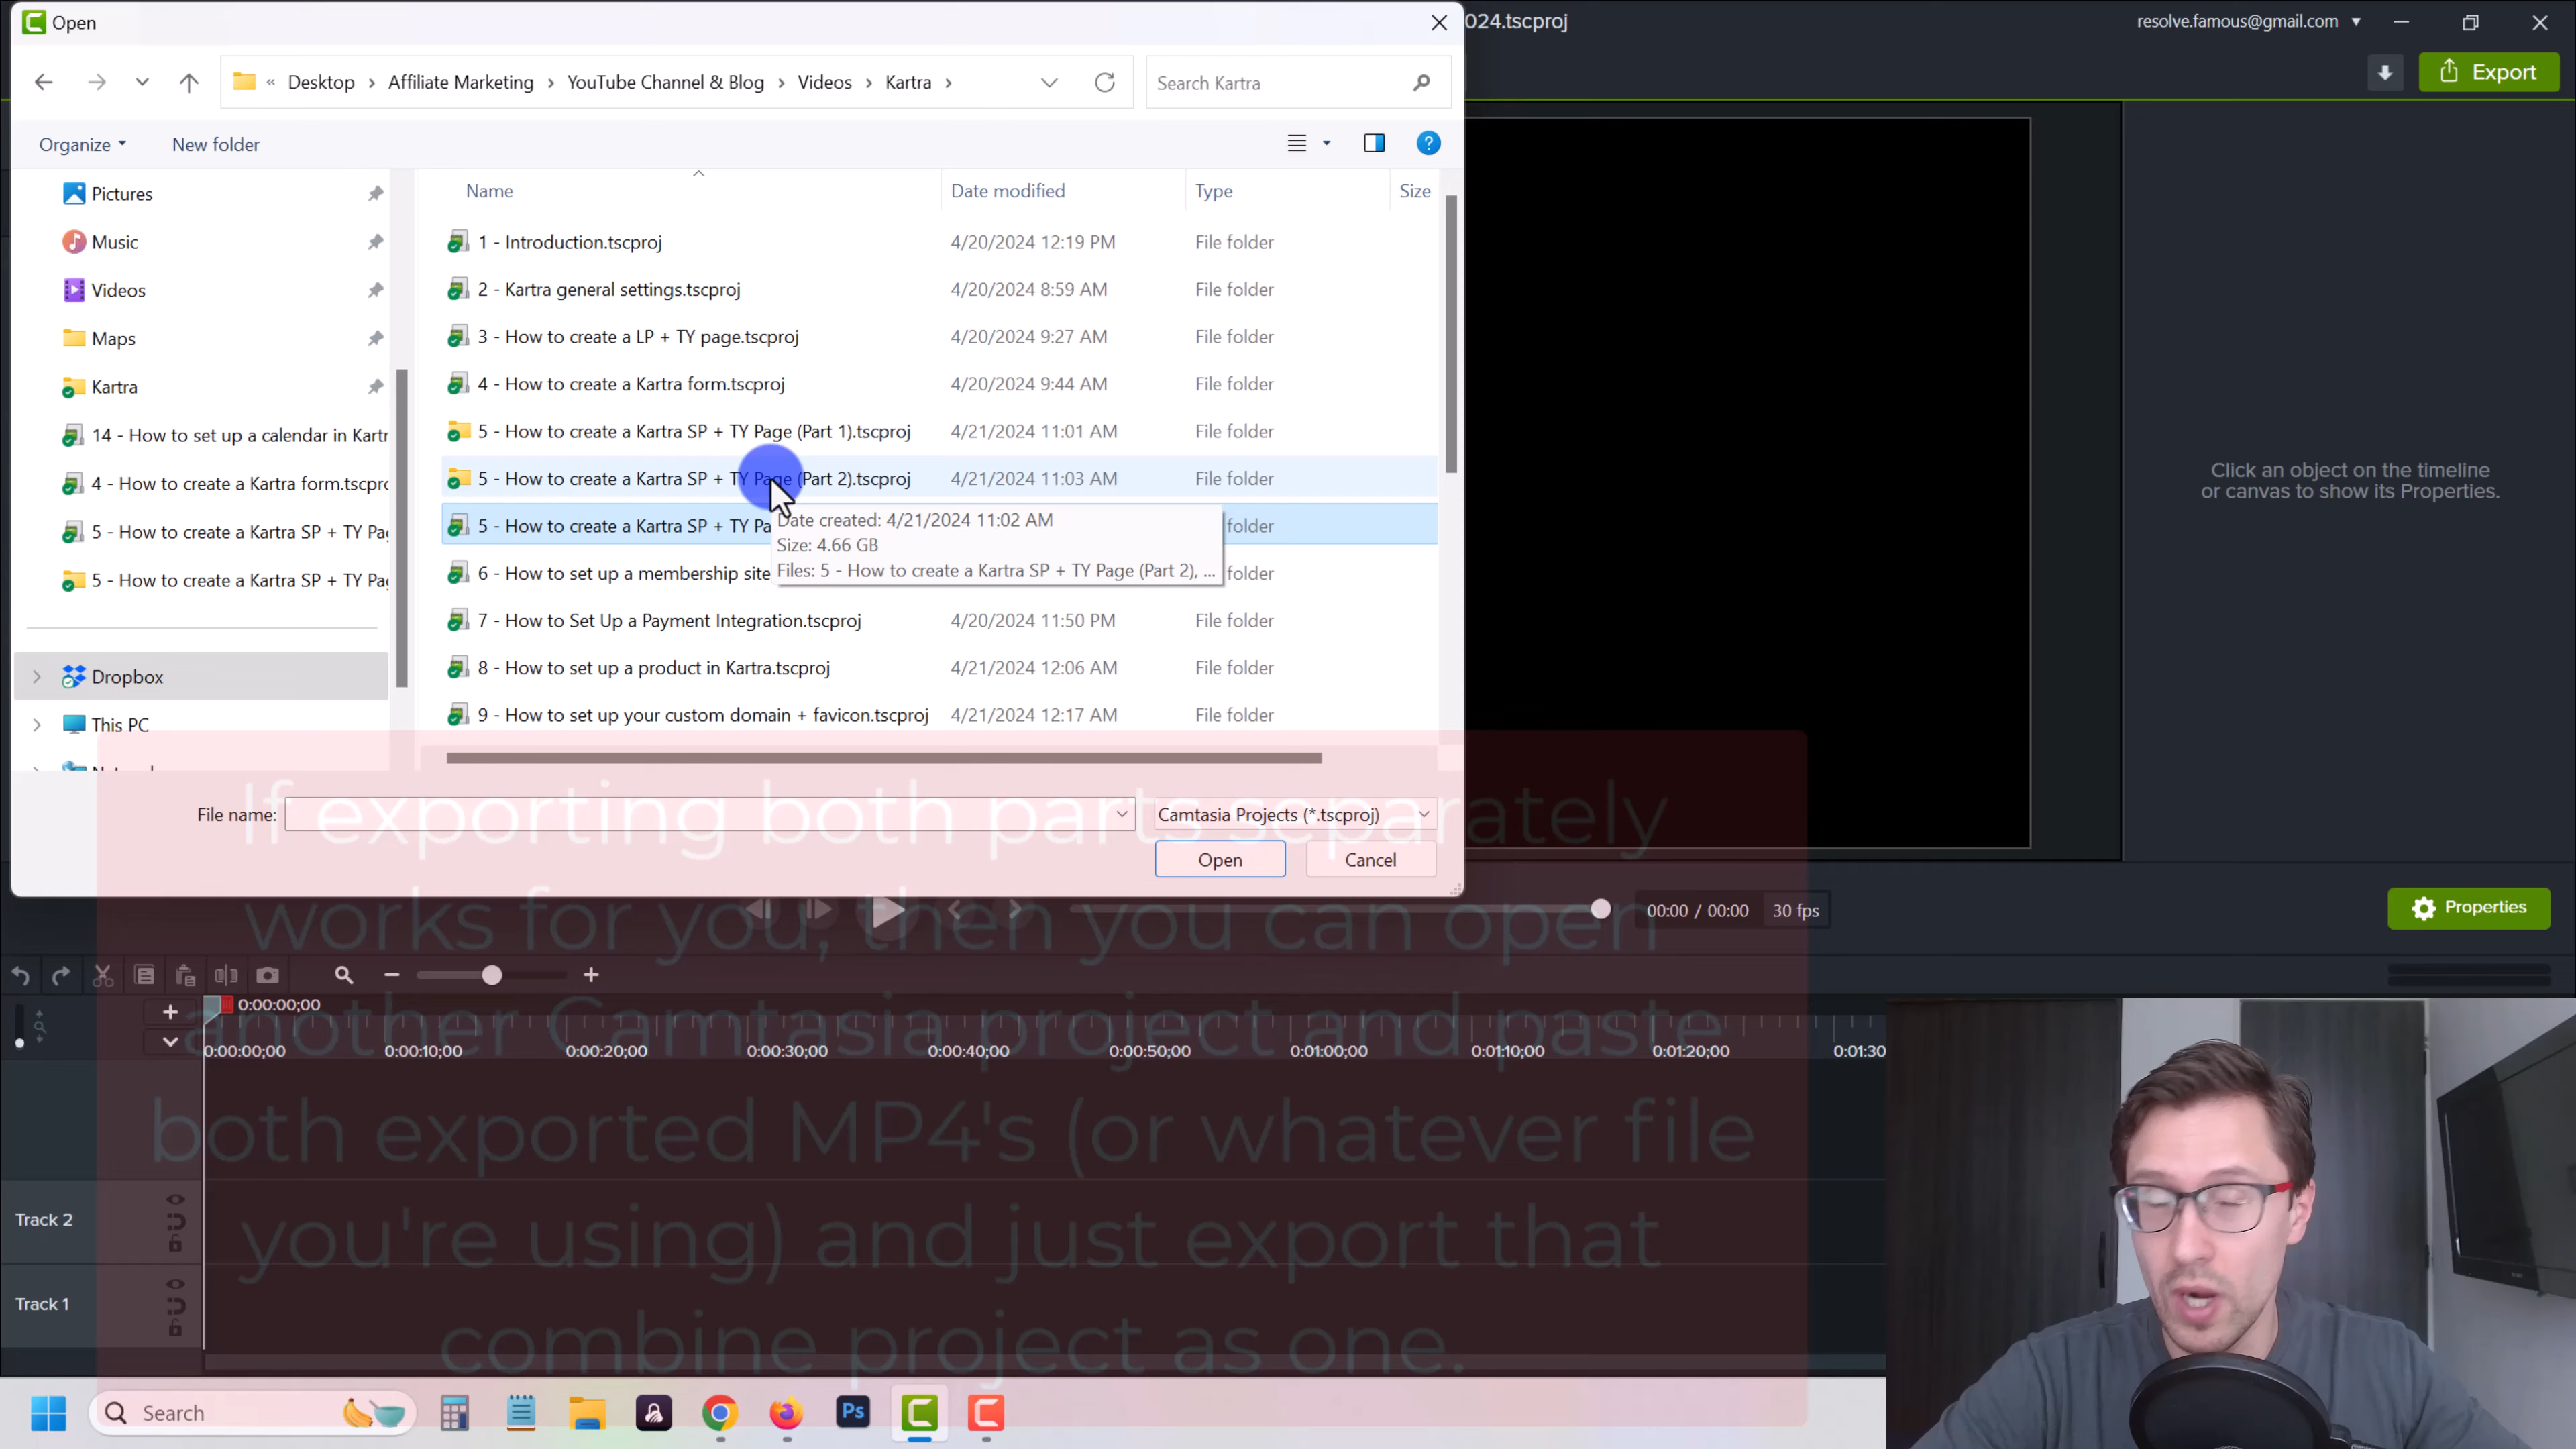 Open
024.tscproj
resolve.famous@gmail.com
« Desktop > Affiliate Marketing > YouTube Channel & Blog > Videos > Kartra >
Search Kartra
Export
Organize
New folder
Name
Date modified
Type
Size
Pictures
Music
Videos
Maps
Kartra
14 - How to set up a calendar in Kartr
4 - How to create a Kartra form.tscprc
5 - How to create a Kartra SP + TY Pag
5 - How to create a Kartra SP + TY Pag
Dropbox
This PC
1 - Introduction.tscproj 4/20/2024 12:19 PM File folder
2 - Kartra general settings.tscproj 4/20/2024 8:59 AM File folder
3 - How to create a LP + TY page.tscproj 4/20/2024 9:27 AM File folder
4 - How to create a Kartra form.tscproj 4/20/2024 9:44 AM File folder
5 - How to create a Kartra SP + TY Page (Part 1).tscproj 4/21/2024 11:01 AM File folder
5 - How to create a Kartra SP + TY Page (Part 2).tscproj 4/21/2024 11:03 AM File folder
5 - How to create a Kartra SP + TY Pa folder
Date created: 4/21/2024 11:02 AM
Size: 4.66 GB
Files: 5 - How to create a Kartra SP + TY Page (Part 2), ...
6 - How to set up a membership site folder
7 - How to Set Up a Payment Integration.tscproj 4/20/2024 11:50 PM File folder
8 - How to set up a product in Kartra.tscproj 4/21/2024 12:06 AM File folder
9 - How to set up your custom domain + favicon.tscproj 4/21/2024 12:17 AM File folder
File name:
Camtasia Projects (*.tscproj)
Open
Cancel
Click an object on the timeline
or canvas to show its Properties.
If exporting both parts separately
works for you, then you can open
another Camtasia project and paste
both exported MP4's (or whatever file
you're using) and just export that
combine project as one.
00:00 / 00:00
30 fps
Properties
0:00:00;00
0:00:00;00 0:00:10;00 0:00:20;00 0:00:30;00 0:00:40;00 0:00:50;00 0:01:00;00 0:01:10;00 0:01:20;00 0:01:30
Track 2
Track 1
Search
Ps